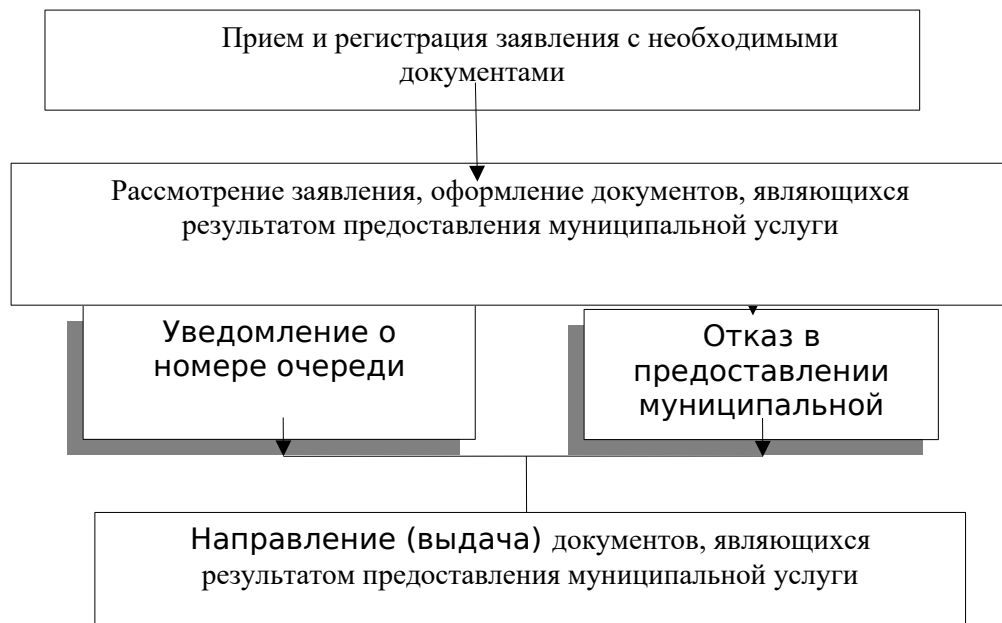 Прием и регистрация заявления с необходимыми
документами
Рассмотрение заявления, оформление документов, являющихся
результатом предоставления муниципальной услуги
Уведомление о
номере очереди
Отказ в
предоставлении
муниципальной
Направление (выдача) документов, являющихся
результатом предоставления муниципальной услуги